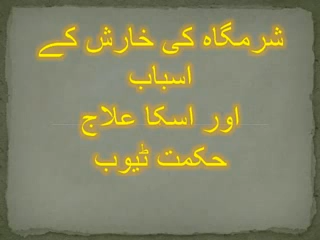 شرمگاہ کی خارش کے
اسباب
اور اسکا علاج
حکمت ٹیوب